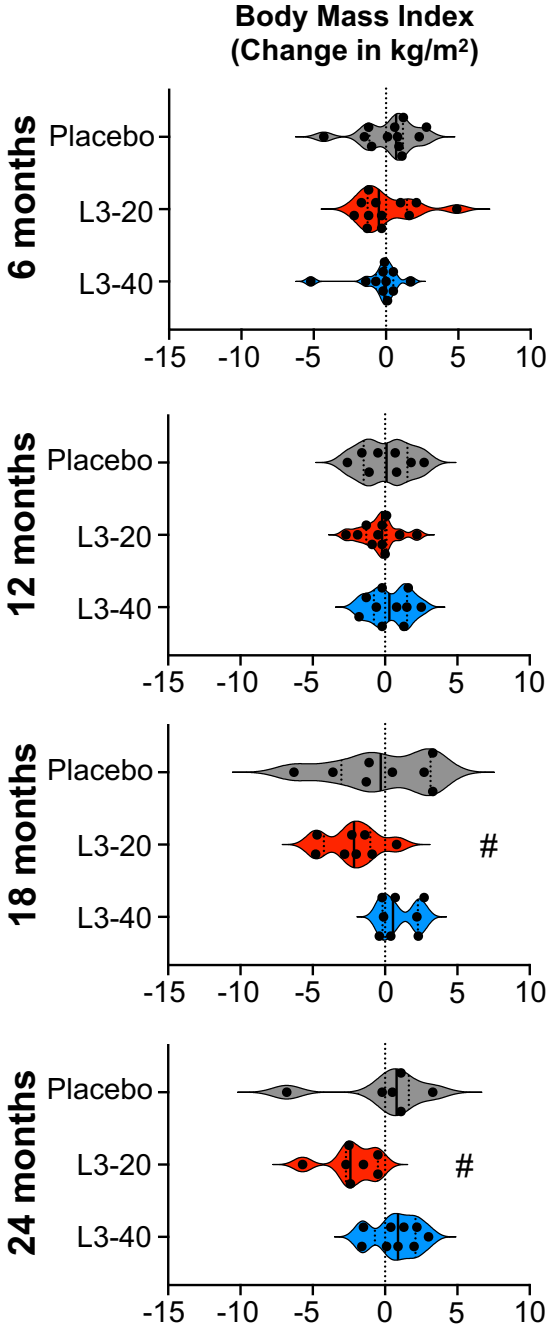 Body Mass Index
(Change in kg/m²)
6 months
Placebo
L3-20
L3-40
-15 -10 -5 0 5 10
12 months
Placebo
L3-20
L3-40
-15 -10 -5 0 5 10
18 months
Placebo
L3-20 #
L3-40
-15 -10 -5 0 5 10
24 months
Placebo
L3-20 #
L3-40
-15 -10 -5 0 5 10